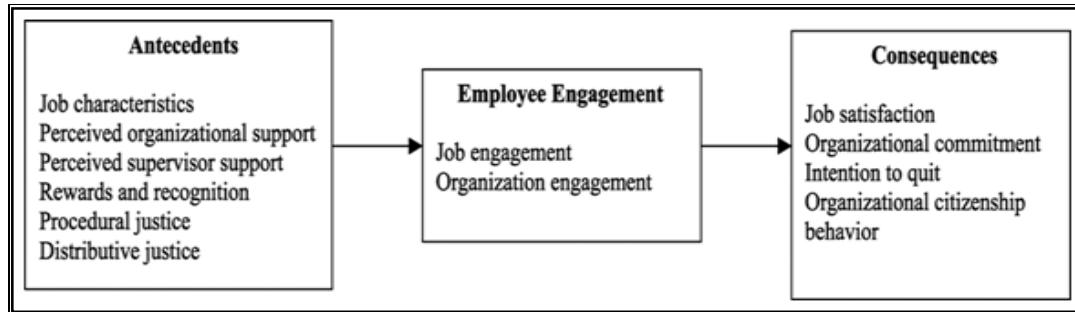 Antecedents
Job characteristics
Perceived organizational support
Perceived supervisor support
Rewards and recognition
Procedural justice
Distributive justice
Employee Engagement
Job engagement
Organization engagement
Consequences
Job satisfaction
Organizational commitment
Intention to quit
Organizational citizenship
behavior